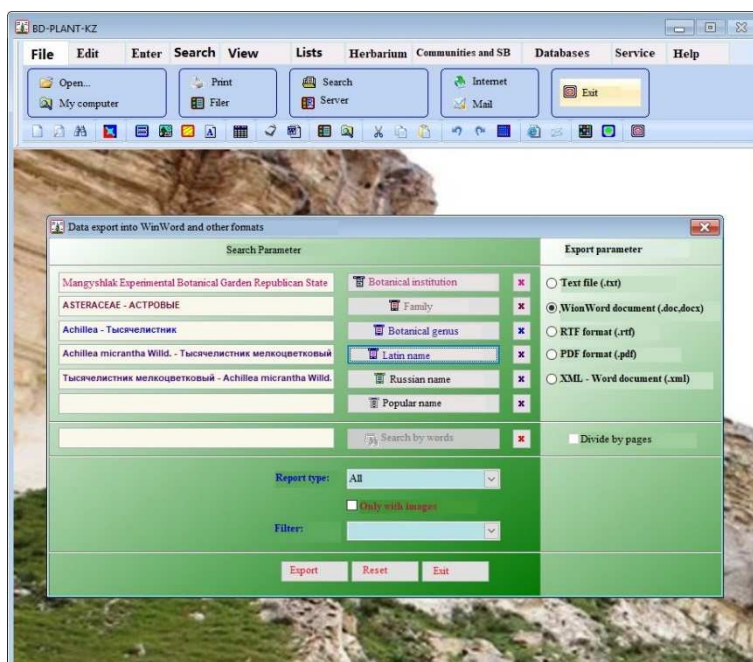 BD-PLANT-KZ
File Edit Enter Search View Lists Herbarium Communities and SB Databases Service Help
Open... Print Search Internet Exit
My computer Filer Server Mail
Data export into WinWord and other formats
Search Parameter Export parameter
Mangyshlak Experimental Botanical Garden Republican State Botanical institution x Text file (.txt)
ASTERACEAE - АСТРОВЫЕ Family x WionWord document (.doc,docx)
Achillea - Тысячелистник Botanical genus x RTF format (.rtf)
Achillea micrantha Willd. - Тысячелистник мелкоцветковый Latin name x PDF format (.pdf)
Тысячелистник мелкоцветковый - Achillea micrantha Willd. Russian name x XML - Word document (.xml)
Popular name x
Search by words x Divide by pages
Report type: All
Only with images
Filter:
Export Reset Exit